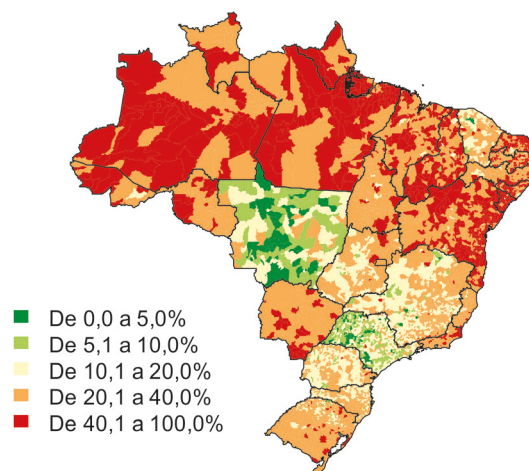 De 0,0 a 5,0%
De 5,1 a 10,0%
De 10,1 a 20,0%
De 20,1 a 40,0%
De 40,1 a 100,0%